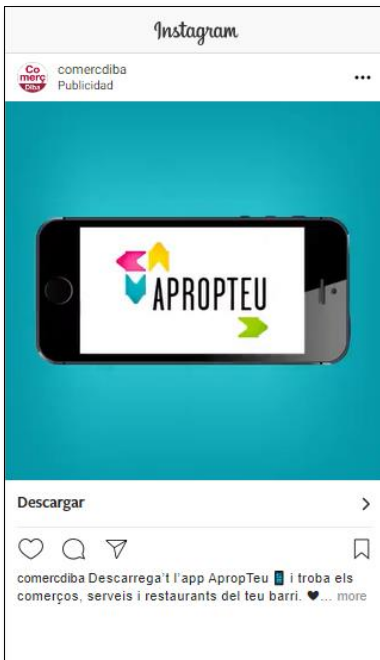 Instagram
Co
merç
Diba
comercdiba
Publicidad
...
APROPTEU
Descargar
comercdiba Descarrega't l'app ApropTeu 📱 i troba els
comerços, serveis i restaurants del teu barri. 🖤... more